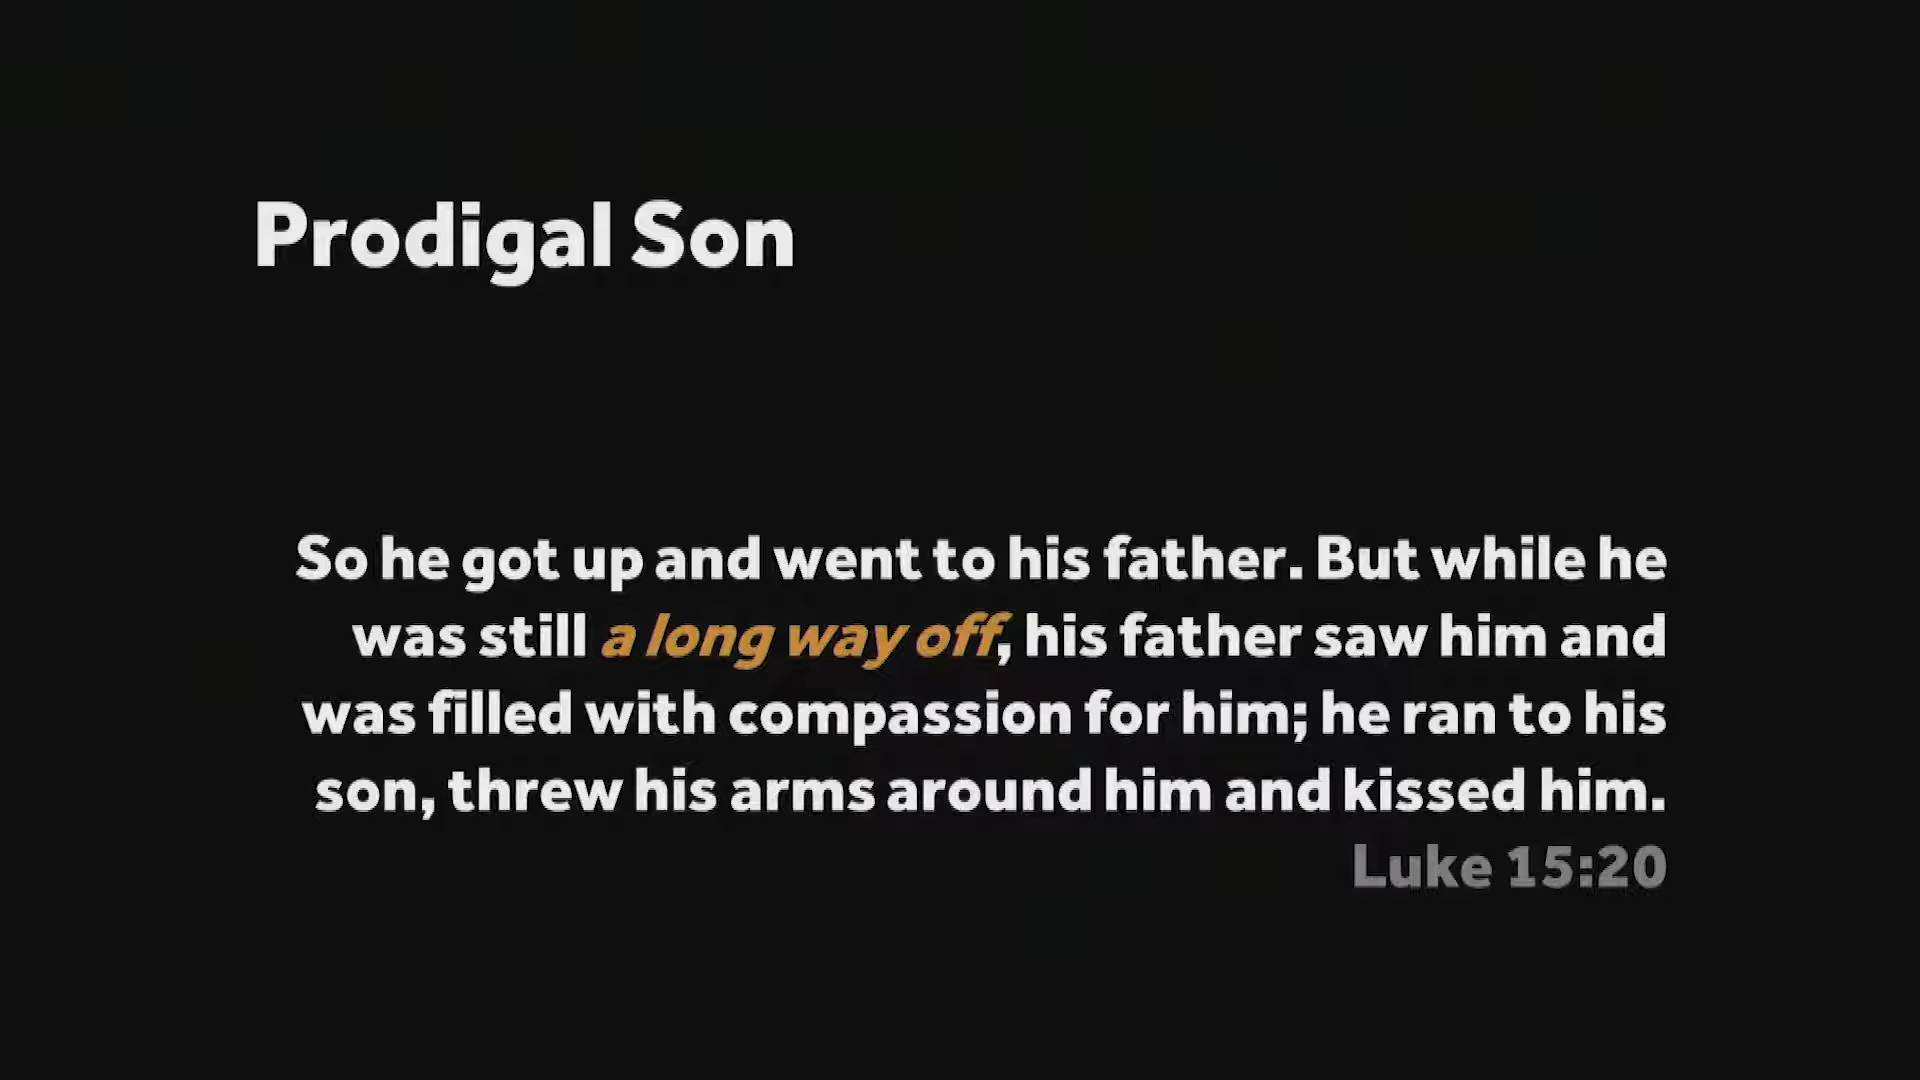 Prodigal Son
So he got up and went to his father. But while he
was still a long way off, his father saw him and
was filled with compassion for him; he ran to his
son, threw his arms around him and kissed him.
Luke 15:20